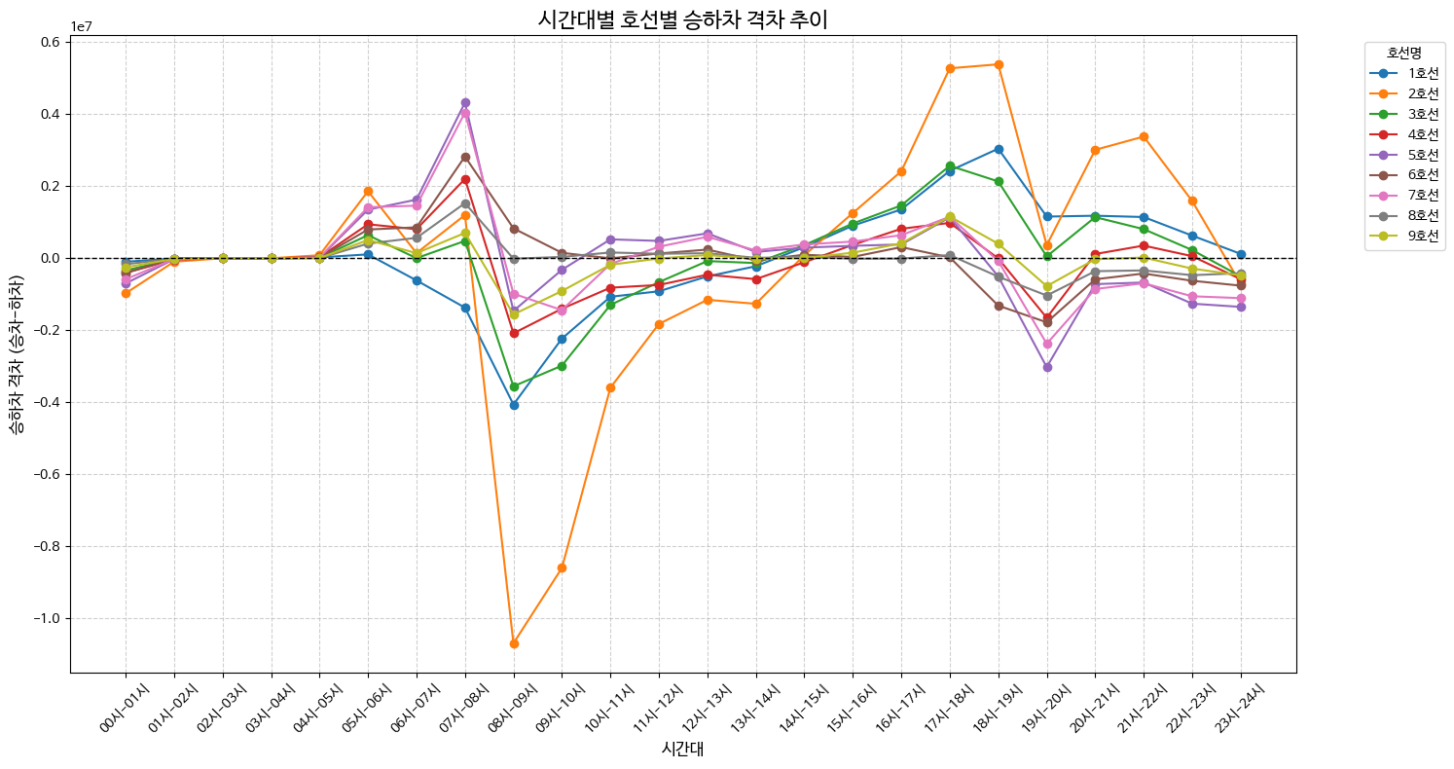 시간대별 호선별 승하차 격차 추이
1e7
0.6
0.4
0.2
0.0
−0.2
−0.4
−0.6
−0.8
−1.0
승하차 격차 (승차-하차)
00시-01시
01시-02시
02시-03시
03시-04시
04시-05시
05시-06시
06시-07시
07시-08시
08시-09시
09시-10시
10시-11시
11시-12시
12시-13시
13시-14시
14시-15시
15시-16시
16시-17시
17시-18시
18시-19시
19시-20시
20시-21시
21시-22시
22시-23시
23시-24시
시간대
호선명
1호선
2호선
3호선
4호선
5호선
6호선
7호선
8호선
9호선